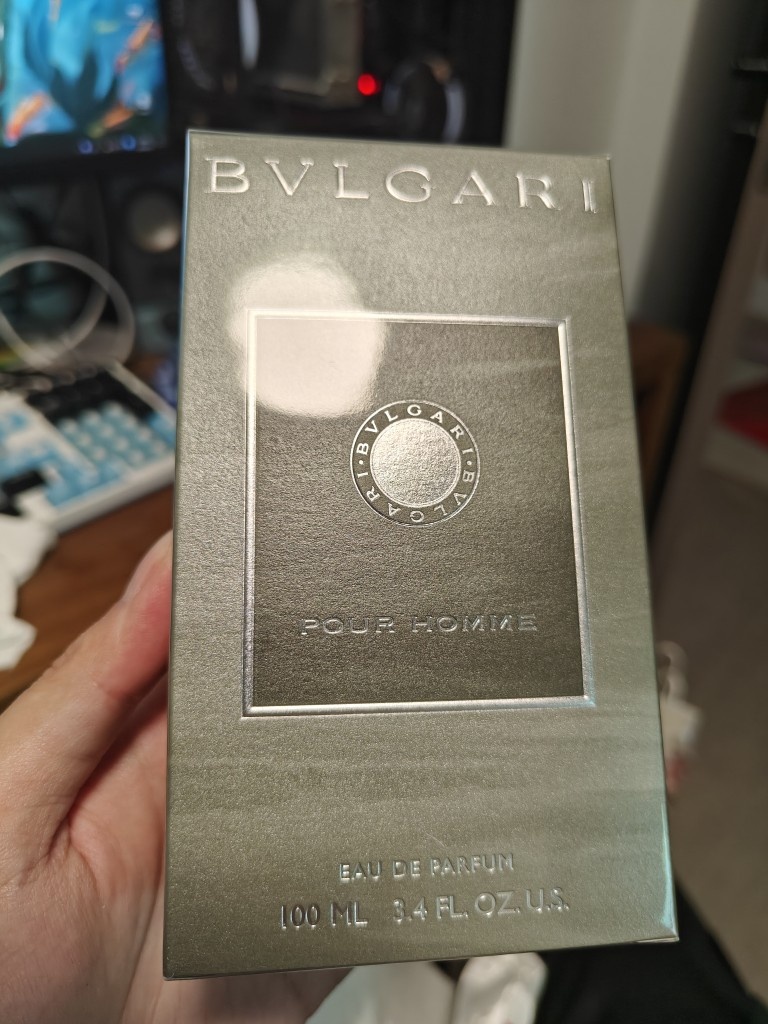 BVLGARI
BVLGARI · BVLGARI ·
POUR HOMME
EAU DE PARFUM
100 ML 3.4 FL. OZ. U.S.